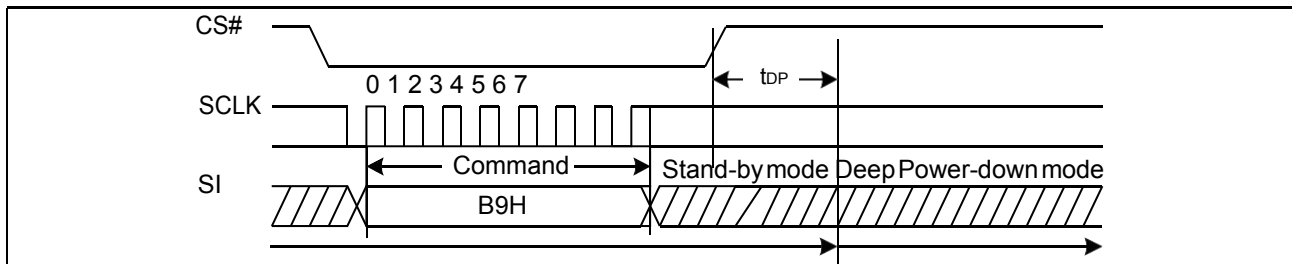 CS#
0 1 2 3 4 5 6 7
tDP
SCLK
Command
Stand-by mode Deep Power-down mode
SI
B9H